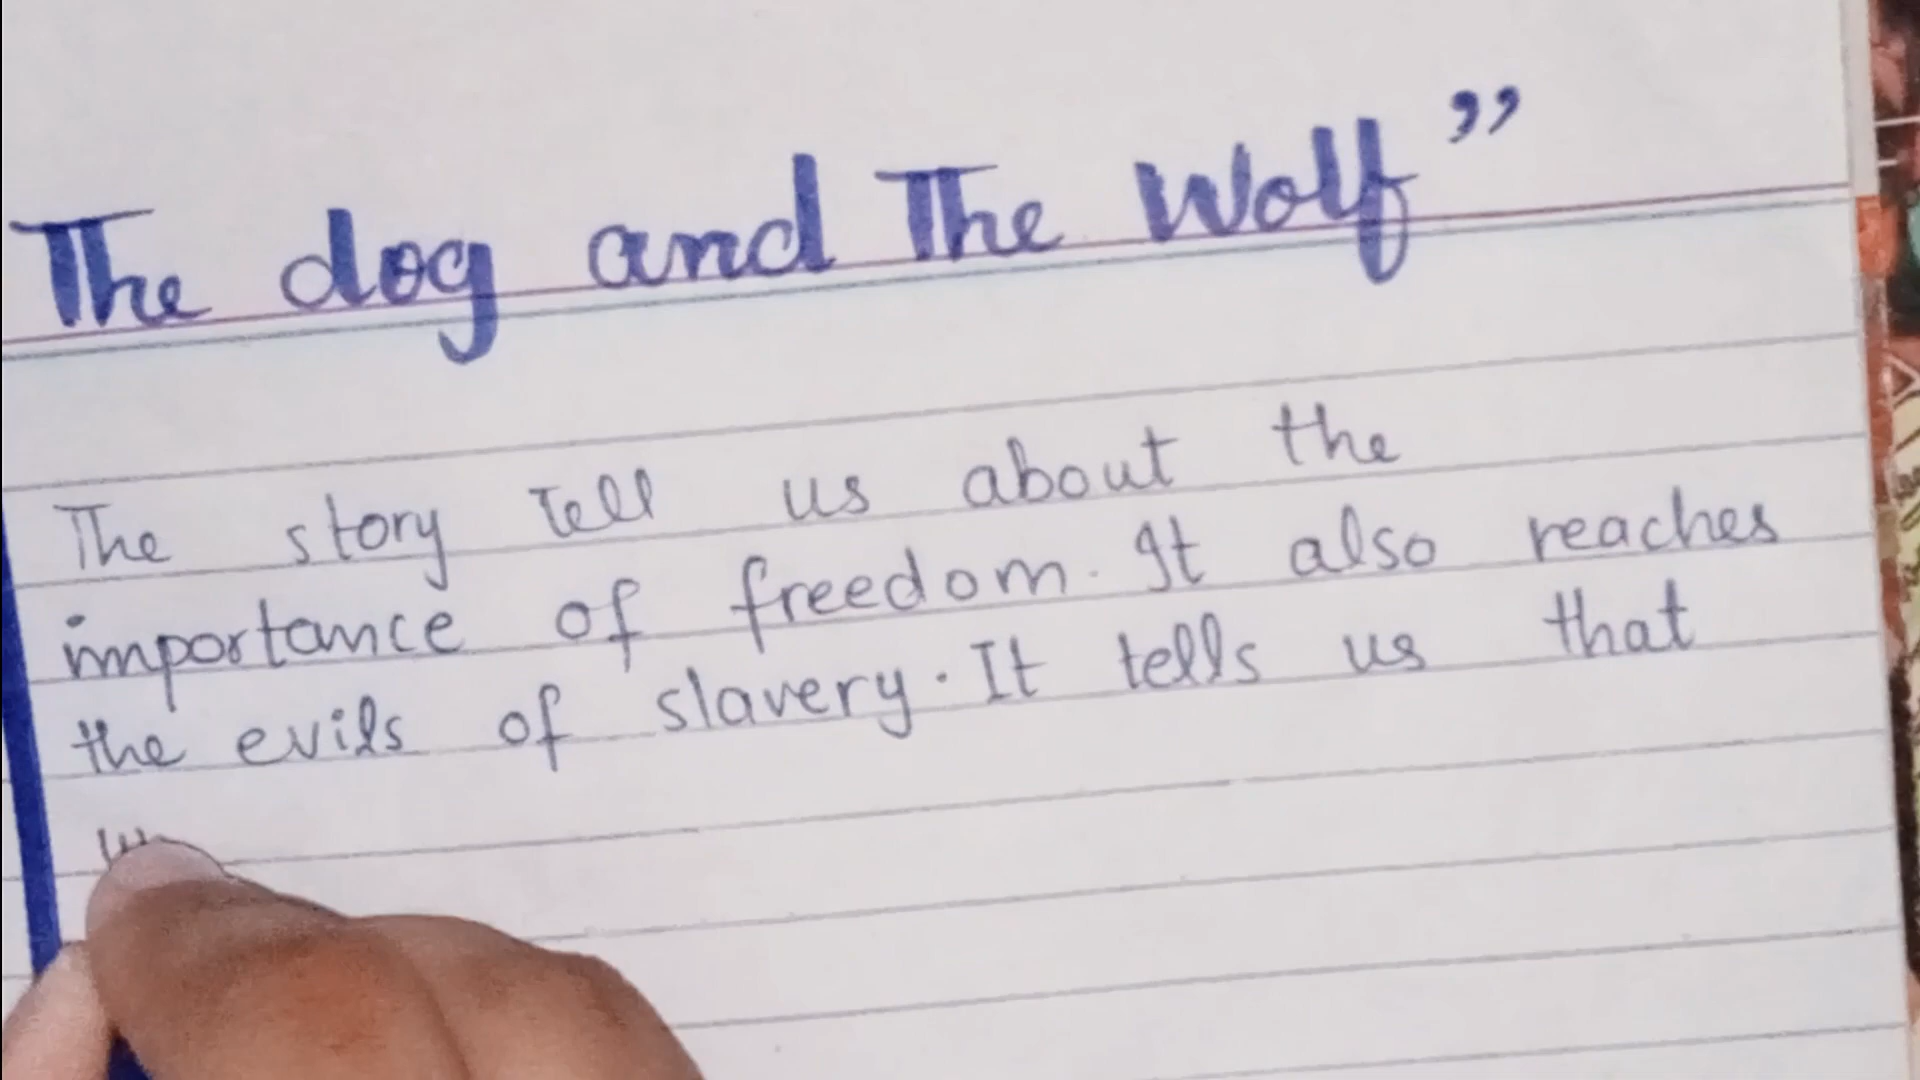 The dog and The Wolf”
The story Tell us about the
importance of freedom. It also reaches
the evils of slavery. It tells us that